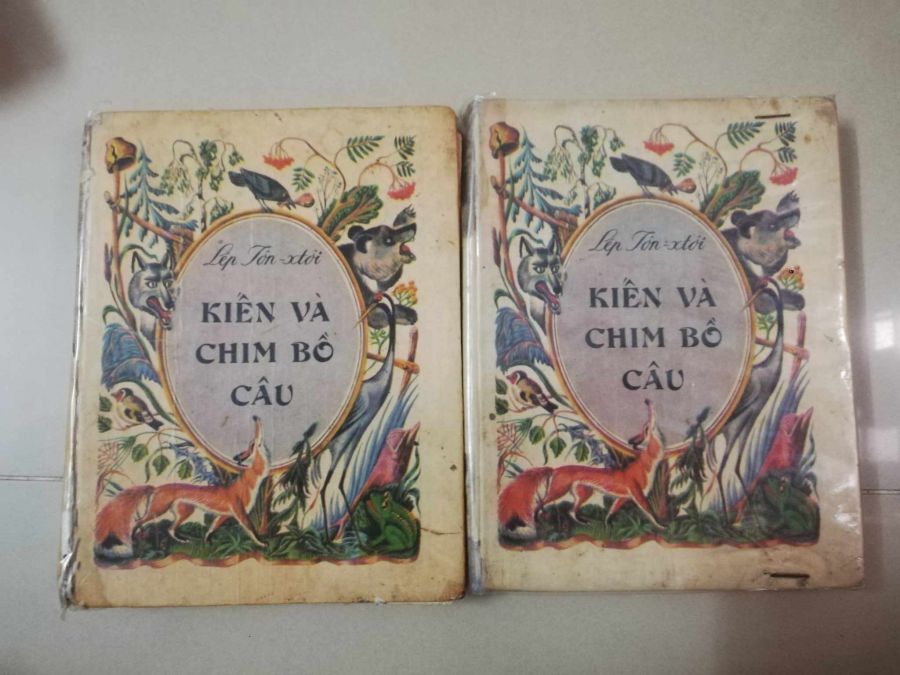 Lép Tôn-xtôi
KIẾN VÀ
CHIM BỒ
CÂU
Lép Tôn-xtôi
KIẾN VÀ
CHIM BỒ
CÂU